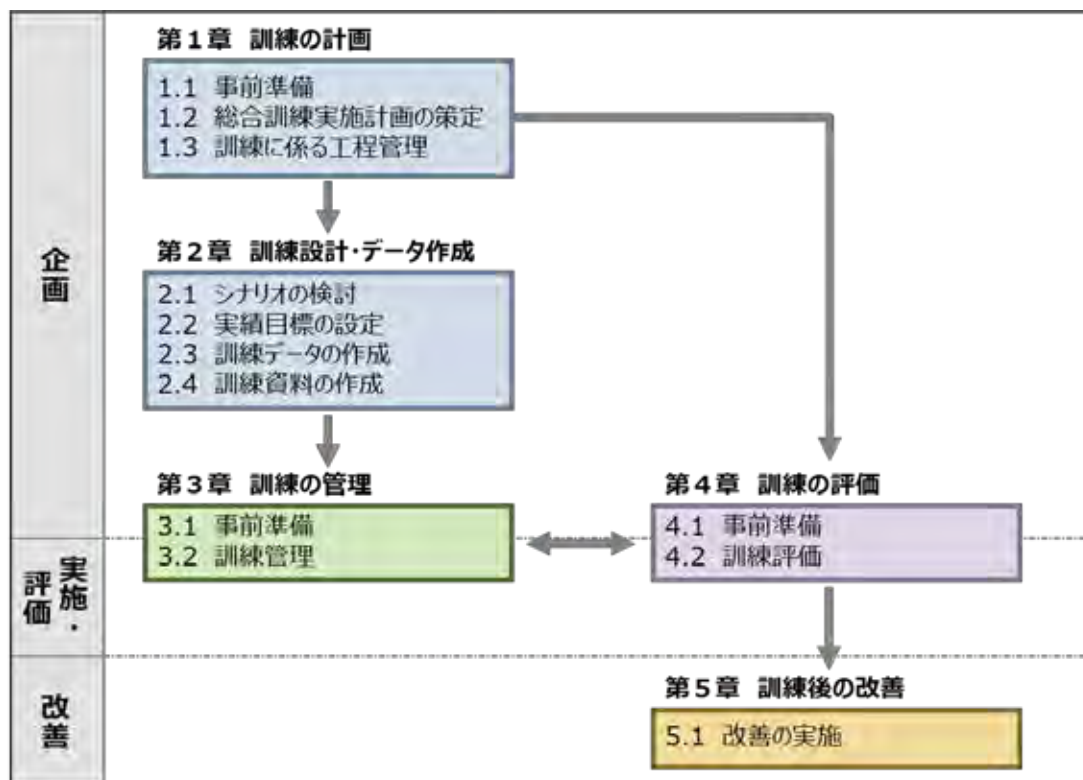 企画
第1章 訓練の計画
1.1 事前準備
1.2 総合訓練実施計画の策定
1.3 訓練に係る工程管理
第2章 訓練設計・データ作成
2.1 シナリオの検討
2.2 実績目標の設定
2.3 訓練データの作成
2.4 訓練資料の作成
第3章 訓練の管理
3.1 事前準備
3.2 訓練管理
第4章 訓練の評価
4.1 事前準備
4.2 訓練評価
実施・
評価
改善
第5章 訓練後の改善
5.1 改善の実施